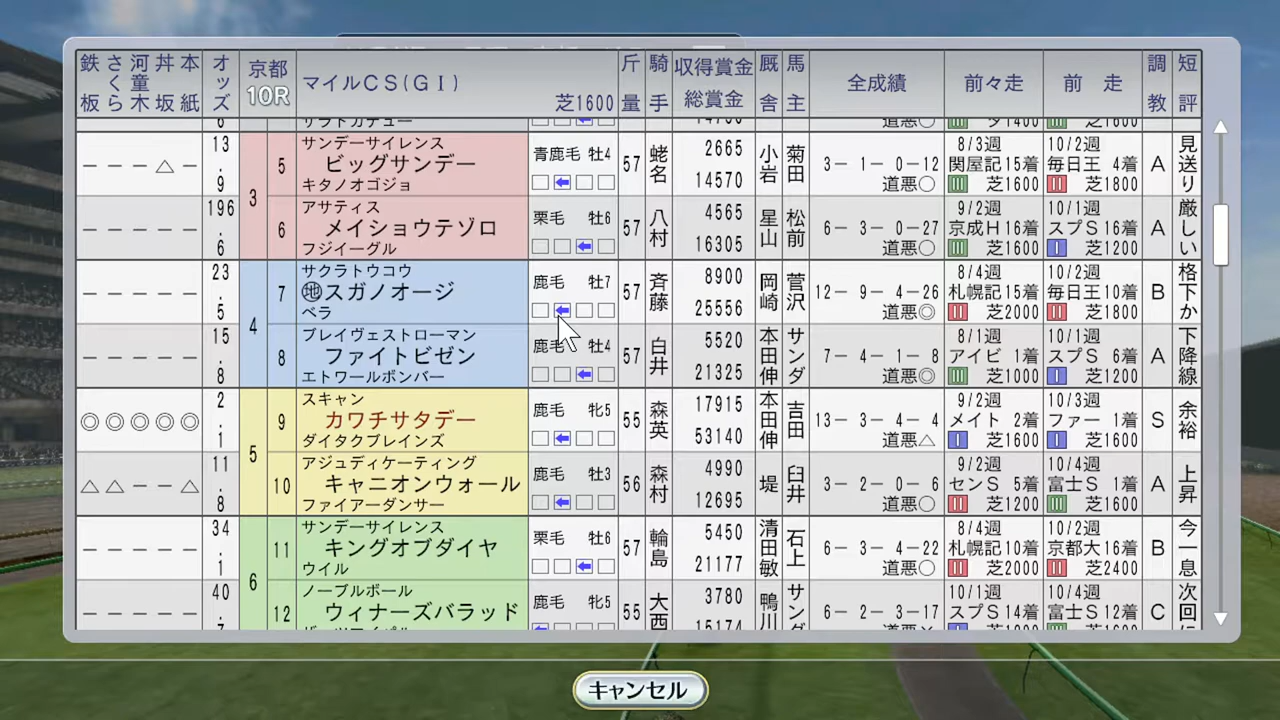 鉄板 さくら 河童木 丼坂 本紙 オッズ 京都10R マイルCS(GI) 芝1600 斤量 騎手 収得賞金 総賞金 厩舎 馬主 全成績 前々走 前走 調教 短評
サンデーサイレンス
−−−△− 13.9 3 5 ビッグサンデー 青鹿毛 牡4 57 蛯名 2665 14570 小岩 菊田 3−1−0−12 道悪○ 8/3週 関屋記15着 III 芝1600 10/2週 毎日王 4着 II 芝1800 A 見送り
キタノオゴジョ
アサティス
−−−−− 196.6 6 メイショウテゾロ 栗毛 牡6 57 八村 4565 16305 星山 松前 6−3−0−27 道悪○ 9/2週 京成H16着 III 芝1600 10/1週 スプS16着 I 芝1200 A 厳しい
フジイーグル
サクラトウコウ
−−−−− 23.5 4 7 地スガノオージ 鹿毛 牡7 57 斉藤 8900 25556 岡崎 菅沢 12−9−4−26 道悪◎ 8/4週 札幌記15着 II 芝2000 10/2週 毎日王10着 II 芝1800 B 格下か
ベラ
ブレイヴェストローマン
−−−−− 15.8 8 ファイトビゼン 鹿毛 牡4 57 白井 5520 21325 本田伸 サンダ 7−4−1−8 道悪◎ 8/1週 アイビ 1着 III 芝1000 10/1週 スプS 6着 I 芝1200 A 下降線
エトワールボンバー
スキャン
◎◎◎◎◎ 2.1 5 9 カワチサタデー 鹿毛 牝5 55 森英 17915 53140 本田伸 吉田 13−3−4−4 道悪△ 9/2週 メイト 2着 I 芝1600 10/3週 ファー 1着 I 芝1600 S 余裕
ダイタクブレインズ
アジュディケーティング
△△−−△ 11.8 10 キャニオンウォール 鹿毛 牡3 56 森村 4990 12695 堤 臼井 3−2−0−6 道悪○ 9/2週 センS 5着 II 芝1200 10/4週 富士S 1着 III 芝1600 A 上昇
ファイアーダンサー
サンデーサイレンス
−−−−− 34.1 6 11 キングオブダイヤ 栗毛 牡6 57 輪島 5450 21177 清田敏 石上 6−3−4−22 道悪○ 8/4週 札幌記10着 II 芝2000 10/2週 京都大16着 II 芝2400 B 今一息
ウイル
ノーブルボール
−−−−− 40 12 ウィナーズバラッド 鹿毛 牝5 55 大西 3780 鴨川 サンダ 6−2−3−17 10/1週 スプS14着 10/4週 富士S12着 C 次回に
キャンセル